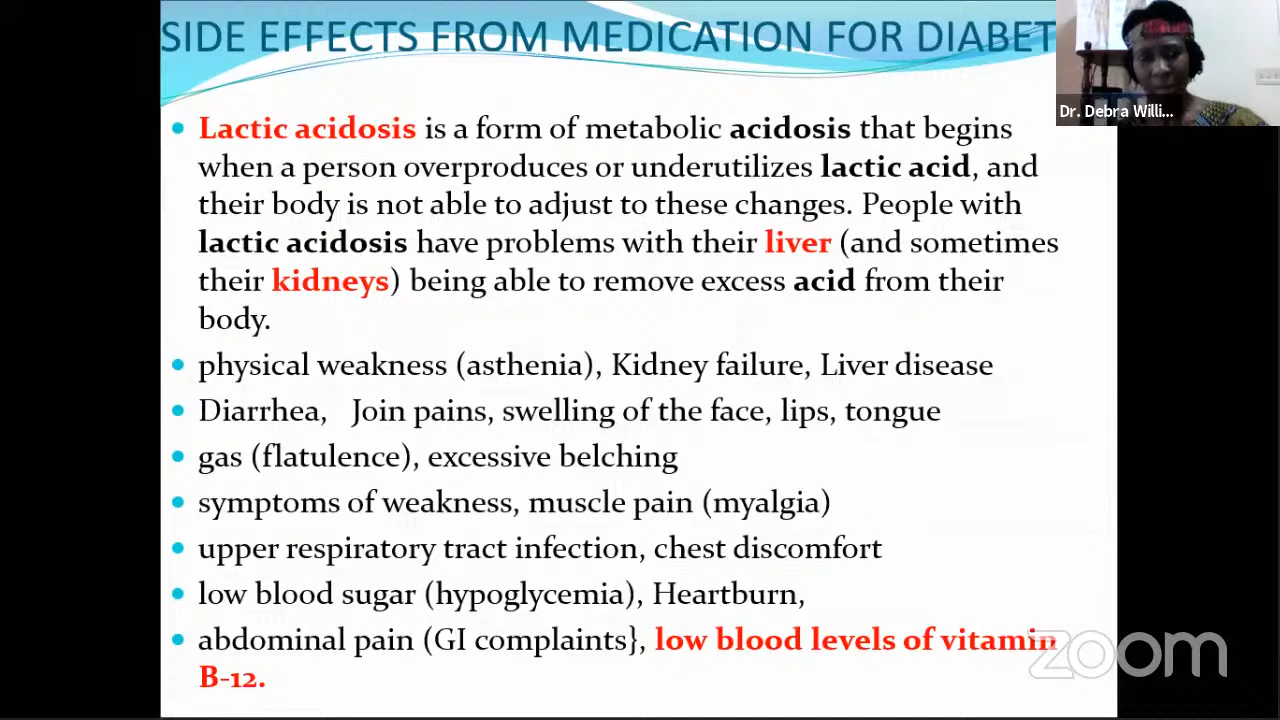 SIDE EFFECTS FROM MEDICATION FOR DIABET
Dr. Debra Willi...
• Lactic acidosis is a form of metabolic acidosis that begins
when a person overproduces or underutilizes lactic acid, and
their body is not able to adjust to these changes. People with
lactic acidosis have problems with their liver (and sometimes
their kidneys) being able to remove excess acid from their
body.
• physical weakness (asthenia), Kidney failure, Liver disease
• Diarrhea, Join pains, swelling of the face, lips, tongue
• gas (flatulence), excessive belching
• symptoms of weakness, muscle pain (myalgia)
• upper respiratory tract infection, chest discomfort
• low blood sugar (hypoglycemia), Heartburn,
• abdominal pain (GI complaints}, low blood levels of vitamin
B-12.
zoom